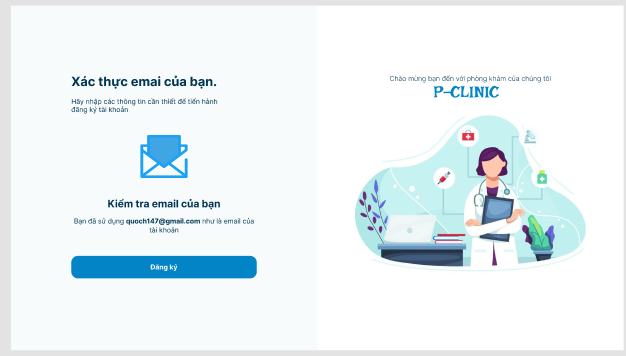 Xác thực emai của bạn.
Hãy nhập các thông tin cần thiết để tiến hành
đăng ký tài khoản
Kiểm tra email của bạn
Bạn đã sử dụng quoch147@gmail.com như là email của
tài khoản
Đăng ký
Chào mừng bạn đến với phòng khám của chúng tôi
P-CLINIC